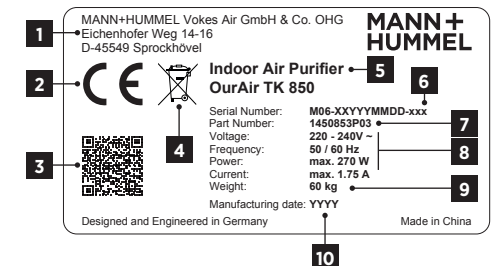 MANN+HUMMEL Vokes Air GmbH & Co. OHG
Eichenhofer Weg 14-16
D-45549 Sprockhövel
MANN+
HUMMEL
1
2
CE
3
4
Indoor Air Purifier
OurAir TK 850
5
6
Serial Number: M06-XXYYYMMDD-xxx
Part Number: 1450853P03
7
Voltage: 220 - 240V ~
Frequency: 50 / 60 Hz
8
Power: max. 270 W
Current: max. 1.75 A
Weight: 60 kg
9
Manufacturing date: YYYY
Designed and Engineered in Germany
Made in China
10